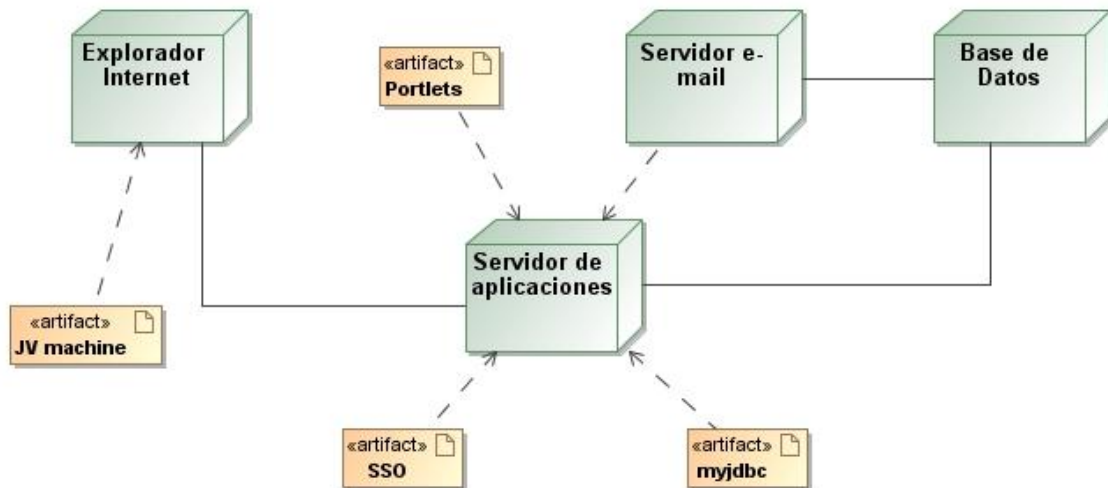 Explorador
Internet
«artifact»
Portlets
Servidor e-
mail
Base de
Datos
Servidor de
aplicaciones
«artifact»
JV machine
«artifact»
SSO
«artifact»
myjdbc